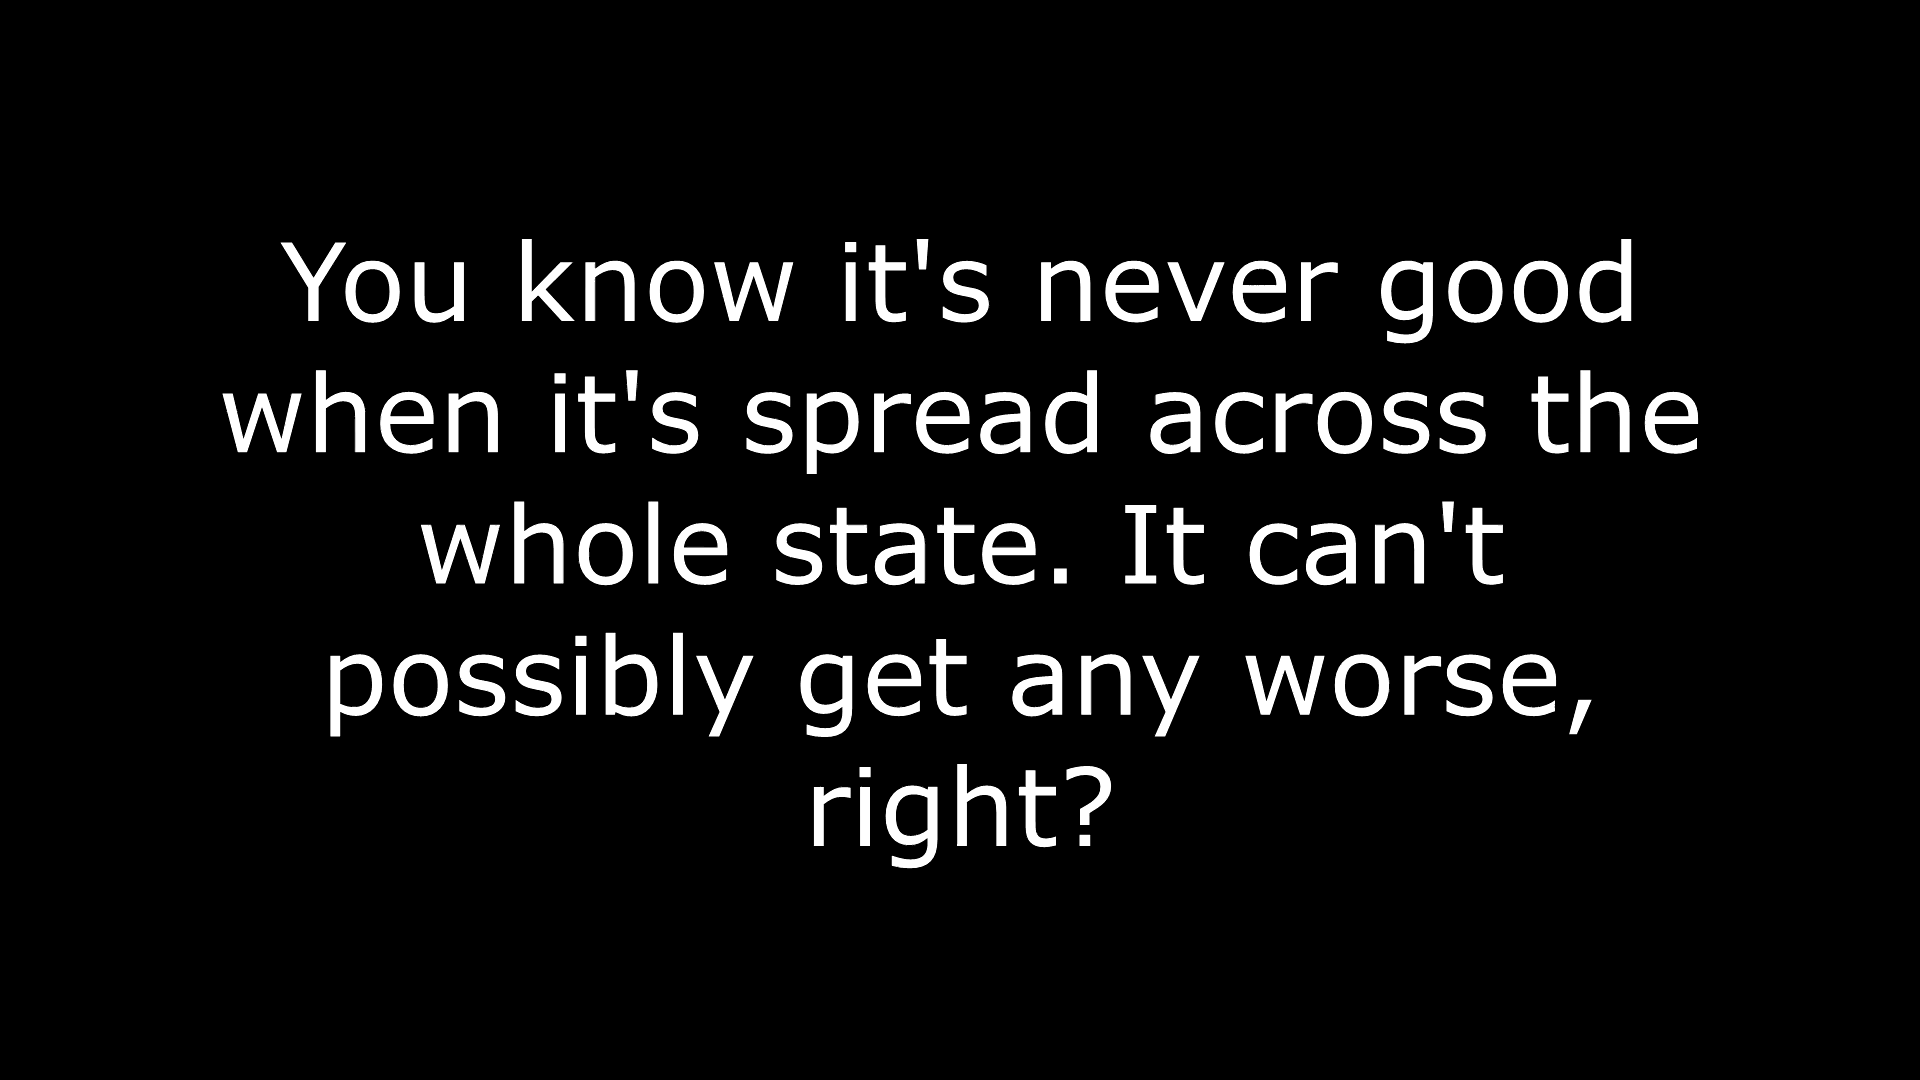 You know it's never good
when it's spread across the
whole state. It can't
possibly get any worse,
right?